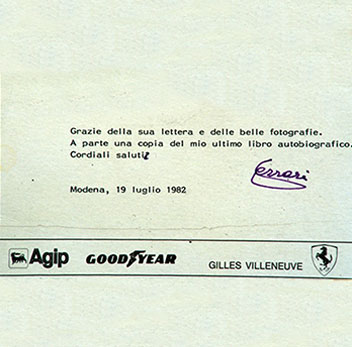 Grazie della sua lettera e delle belle fotografie.
A parte una copia del mio ultimo libro autobiografico.
Cordiali saluti
Ferrari
Modena, 19 luglio 1982
Agip GOODYEAR GILLES VILLENEUVE